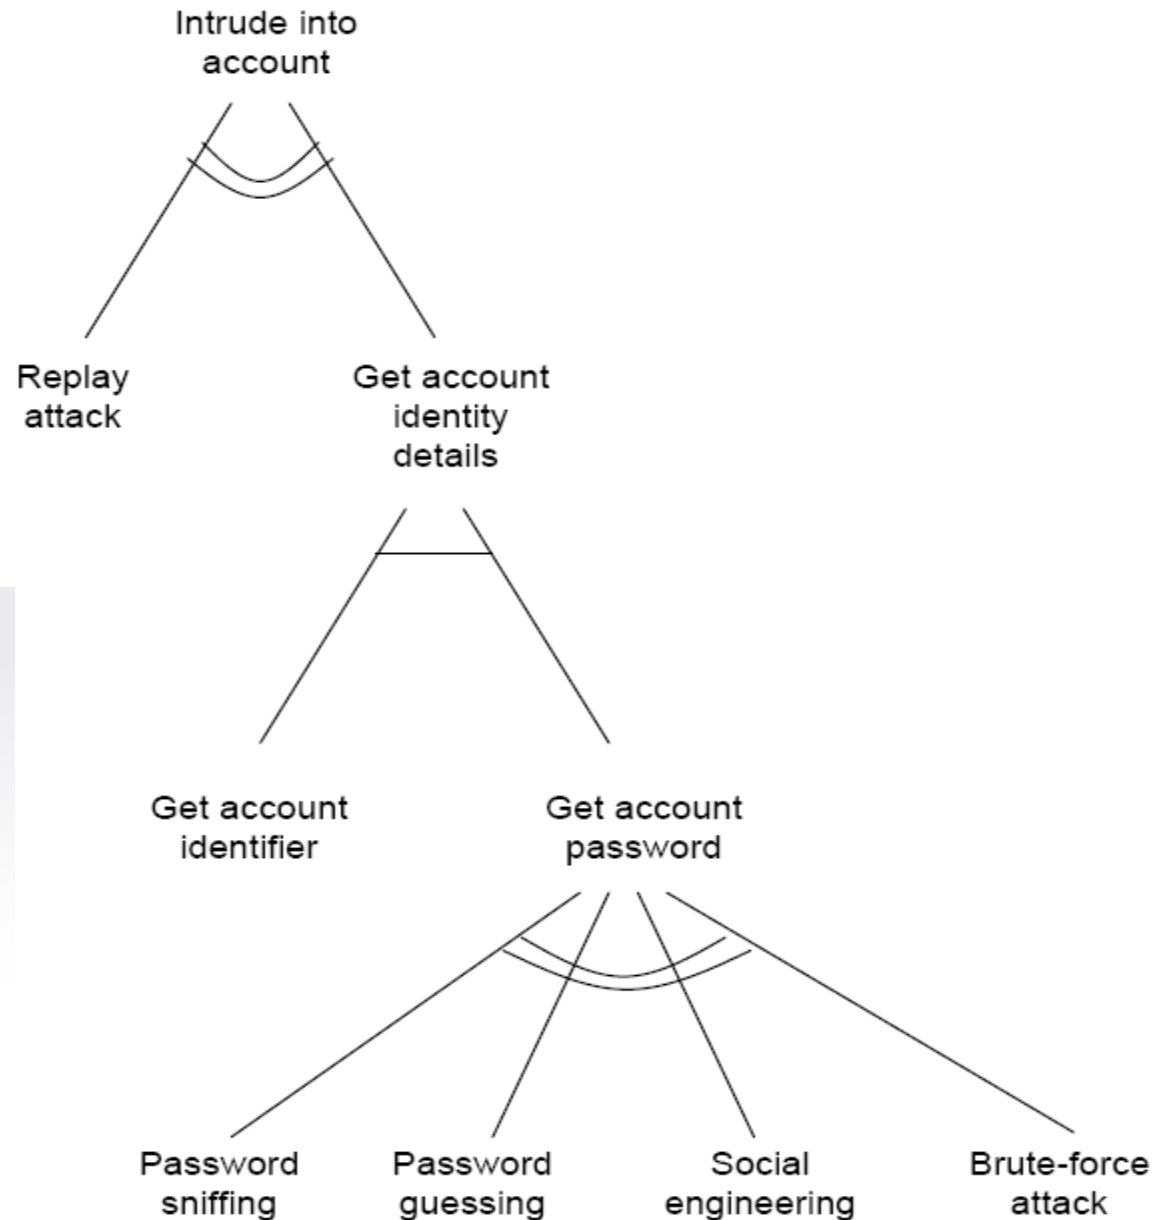 Intrude into
account
Replay
attack
Get account
identity
details
Get account
identifier
Get account
password
Password
sniffing
Password
guessing
Social
engineering
Brute-force
attack